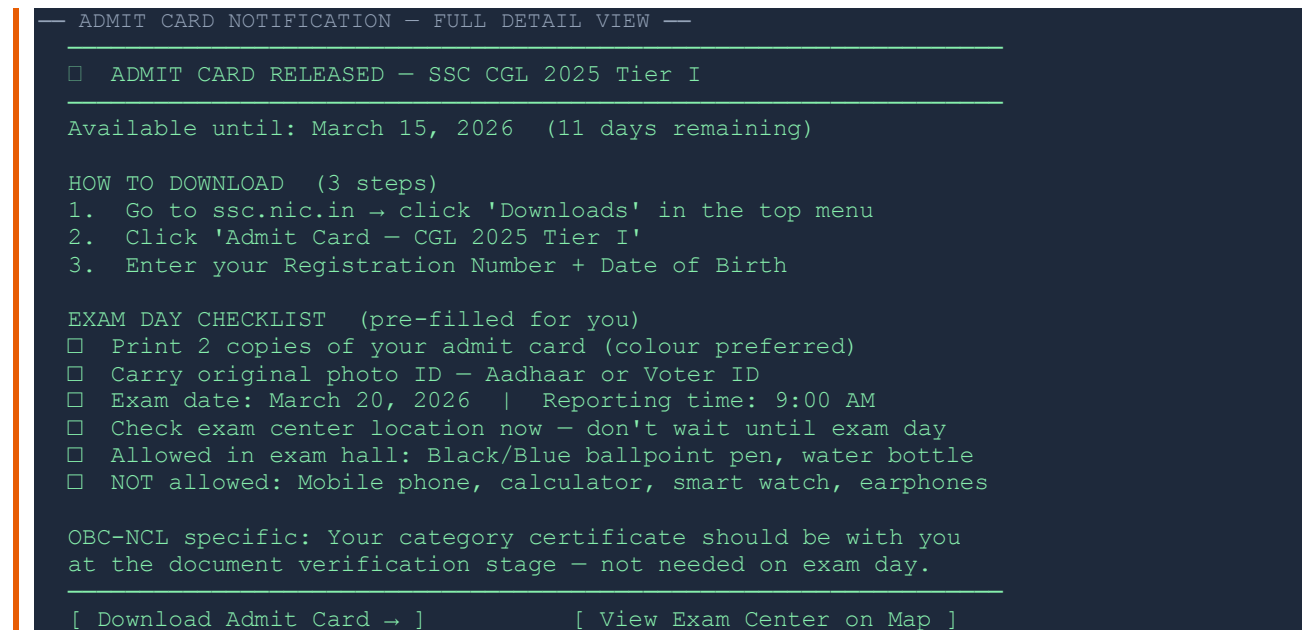 ── ADMIT CARD NOTIFICATION — FULL DETAIL VIEW ──
□ ADMIT CARD RELEASED — SSC CGL 2025 Tier I
Available until: March 15, 2026 (11 days remaining)
HOW TO DOWNLOAD (3 steps)
1. Go to ssc.nic.in → click 'Downloads' in the top menu
2. Click 'Admit Card — CGL 2025 Tier I'
3. Enter your Registration Number + Date of Birth
EXAM DAY CHECKLIST (pre-filled for you)
□ Print 2 copies of your admit card (colour preferred)
□ Carry original photo ID — Aadhaar or Voter ID
□ Exam date: March 20, 2026 | Reporting time: 9:00 AM
□ Check exam center location now — don't wait until exam day
□ Allowed in exam hall: Black/Blue ballpoint pen, water bottle
□ NOT allowed: Mobile phone, calculator, smart watch, earphones
OBC-NCL specific: Your category certificate should be with you
at the document verification stage — not needed on exam day.
[ Download Admit Card → ] [ View Exam Center on Map ]